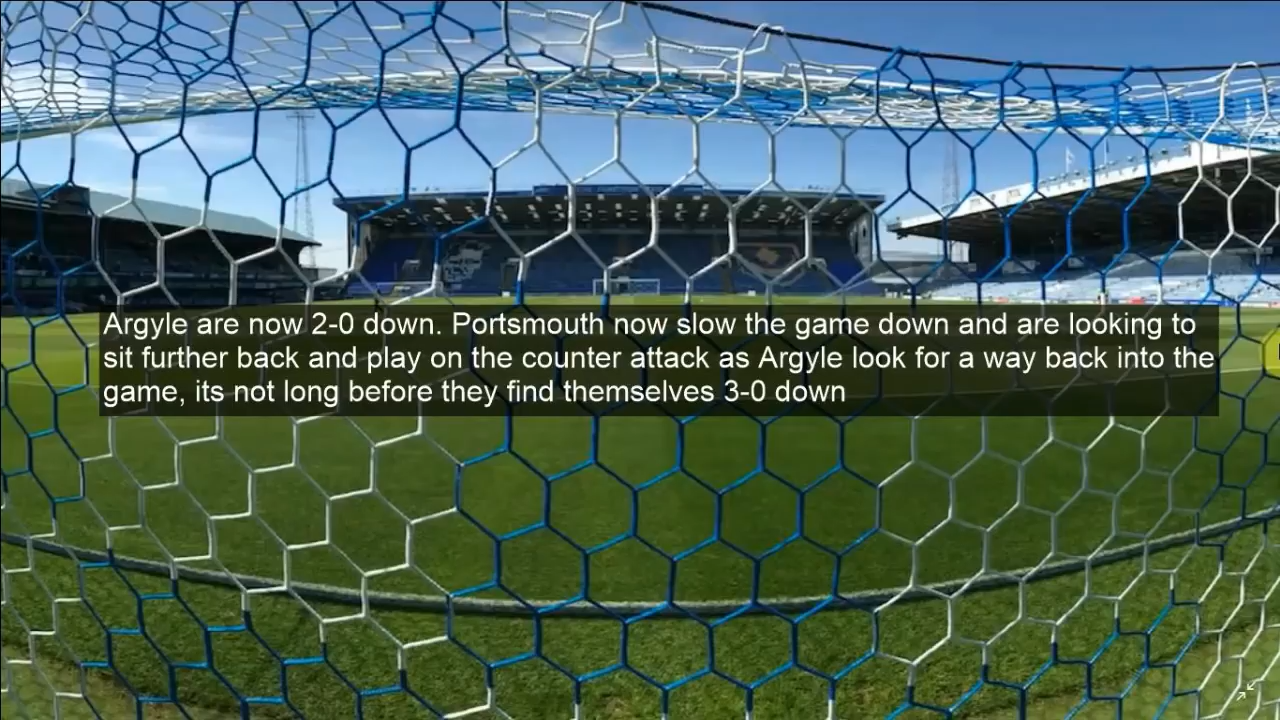 Argyle are now 2-0 down. Portsmouth now slow the game down and are looking to
sit further back and play on the counter attack as Argyle look for a way back into the
game, its not long before they find themselves 3-0 down